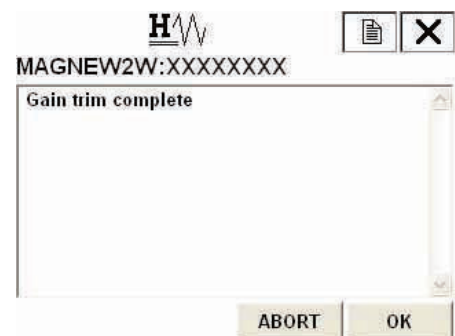 H
MAGNEW2W:XXXXXXXX
Gain trim complete
ABORT OK